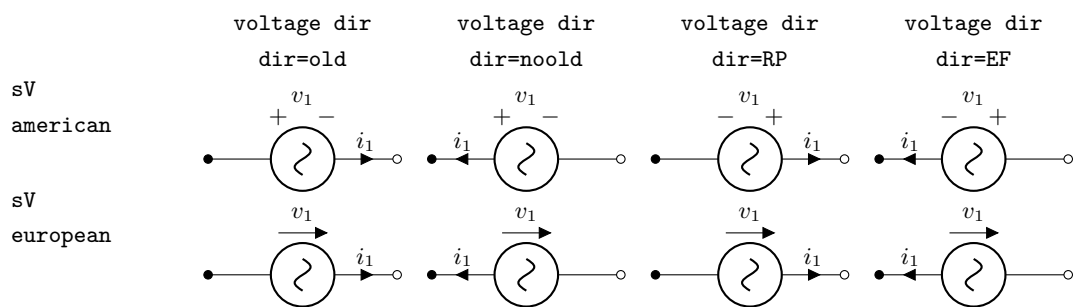 voltage dir voltage dir voltage dir voltage dir
dir=old dir=noold dir=RP dir=EF
sV
american
v₁ v₁ v₁ v₁
+ − + − − + − +
i₁ i₁ i₁ i₁
sV
european
v₁ v₁ v₁ v₁
i₁ i₁ i₁ i₁